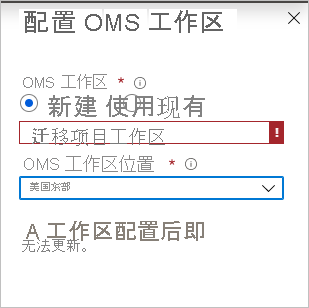 配置 OMS 工作区
OMS 工作区 *
新建 使用现有
迁移项目工作区
OMS 工作区位置 *
美国东部
A 工作区配置后即
无法更新。